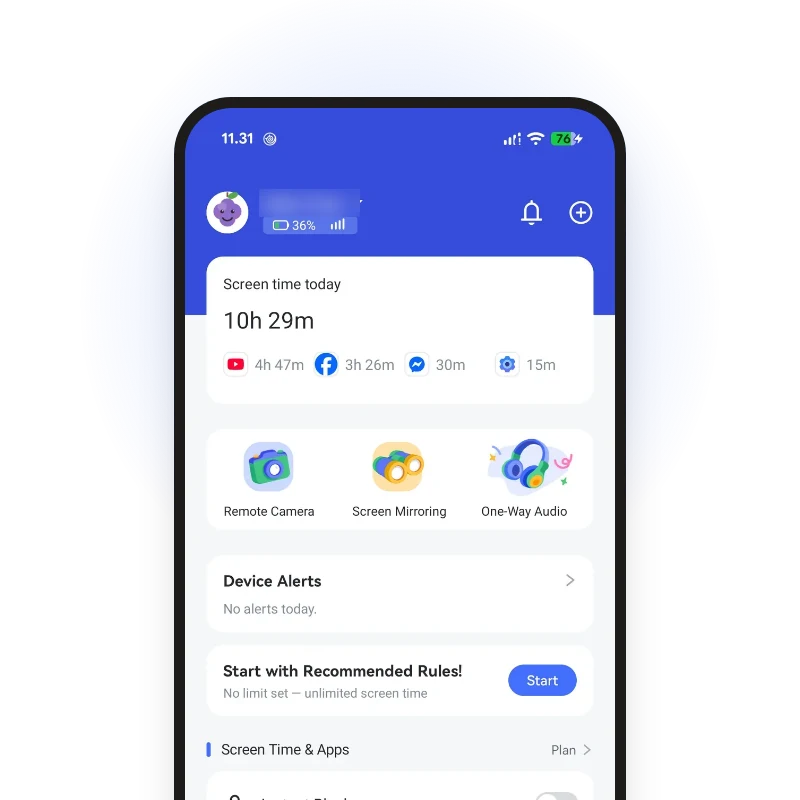 11.31
76
36%
Screen time today
10h 29m
4h 47m 3h 26m 30m 15m
Remote Camera Screen Mirroring One-Way Audio
Device Alerts
No alerts today.
Start with Recommended Rules!
No limit set — unlimited screen time
Start
Screen Time & Apps
Plan